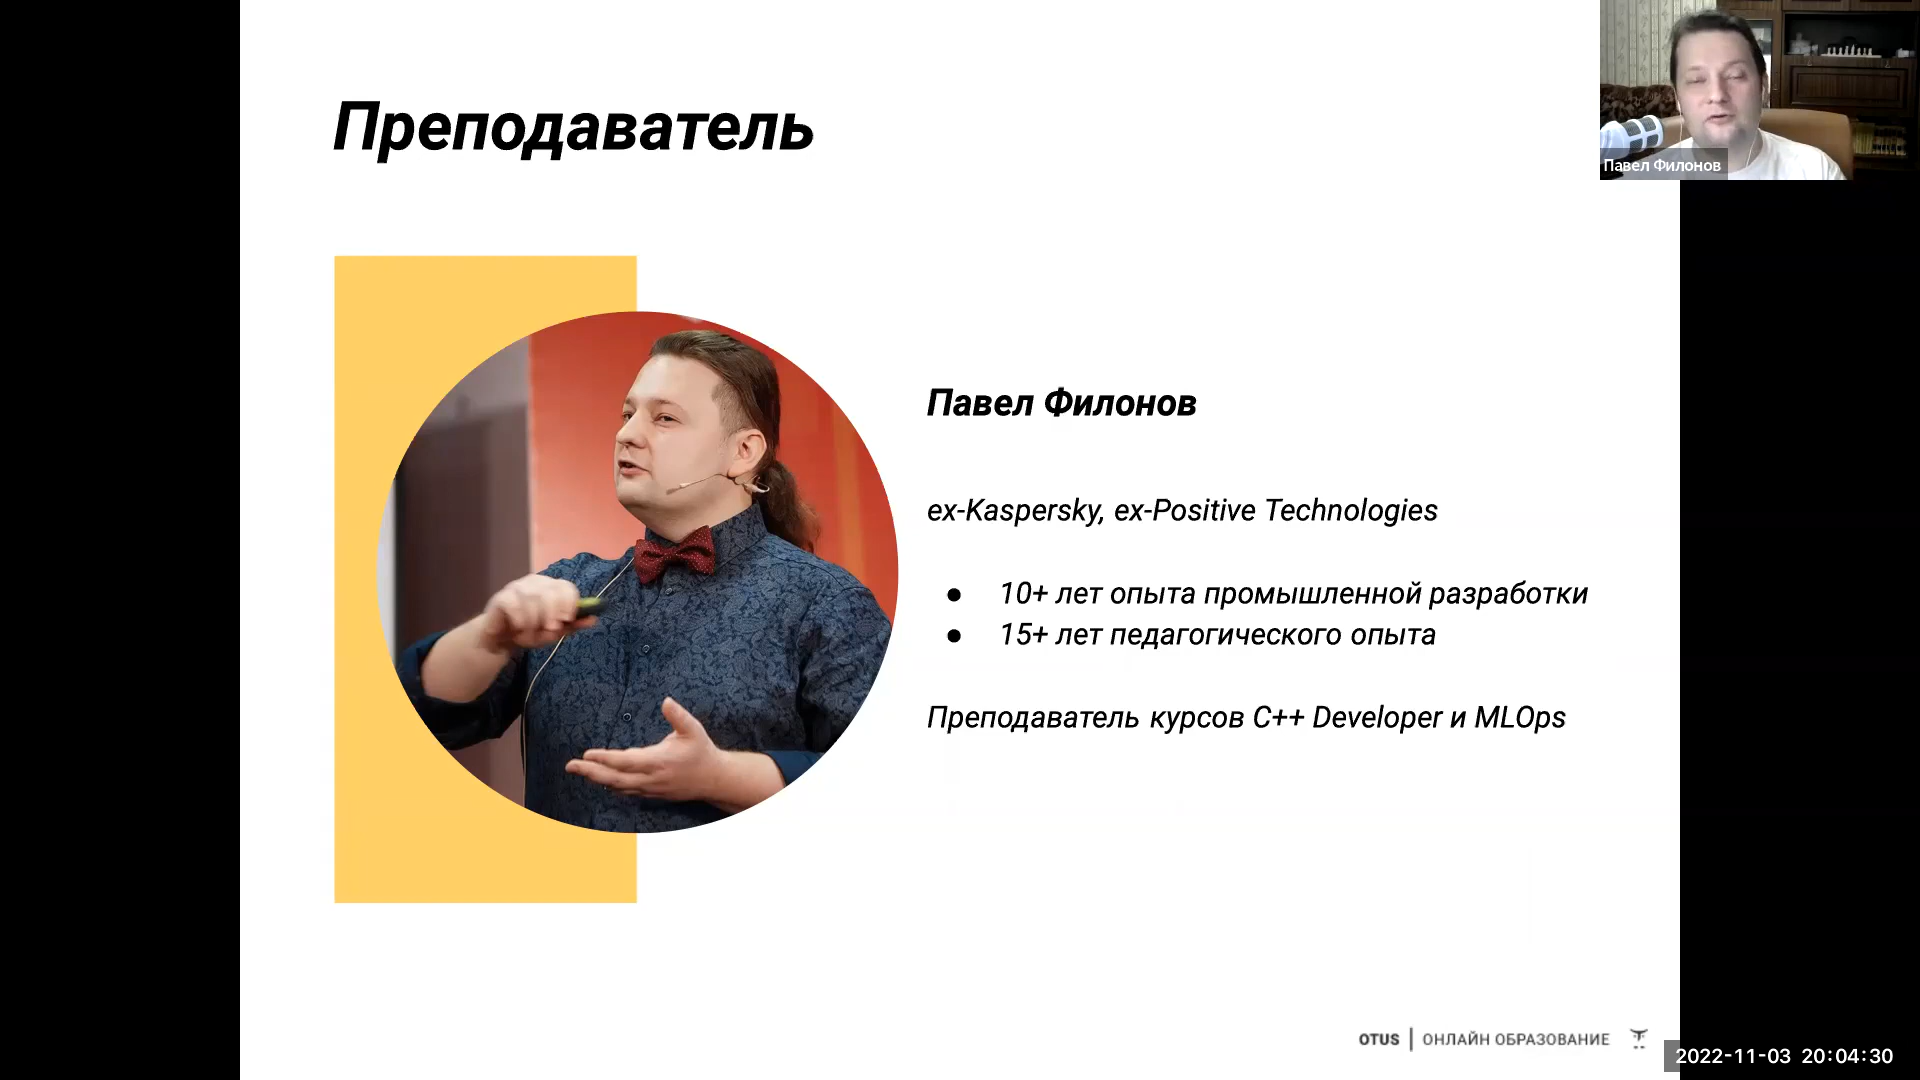 Преподаватель
Павел Филонов
Павел Филонов
ex-Kaspersky, ex-Positive Technologies
● 10+ лет опыта промышленной разработки
● 15+ лет педагогического опыта
Преподаватель курсов C++ Developer и MLOps
OTUS | ОНЛАЙН ОБРАЗОВАНИЕ
2022-11-03 20:04:30